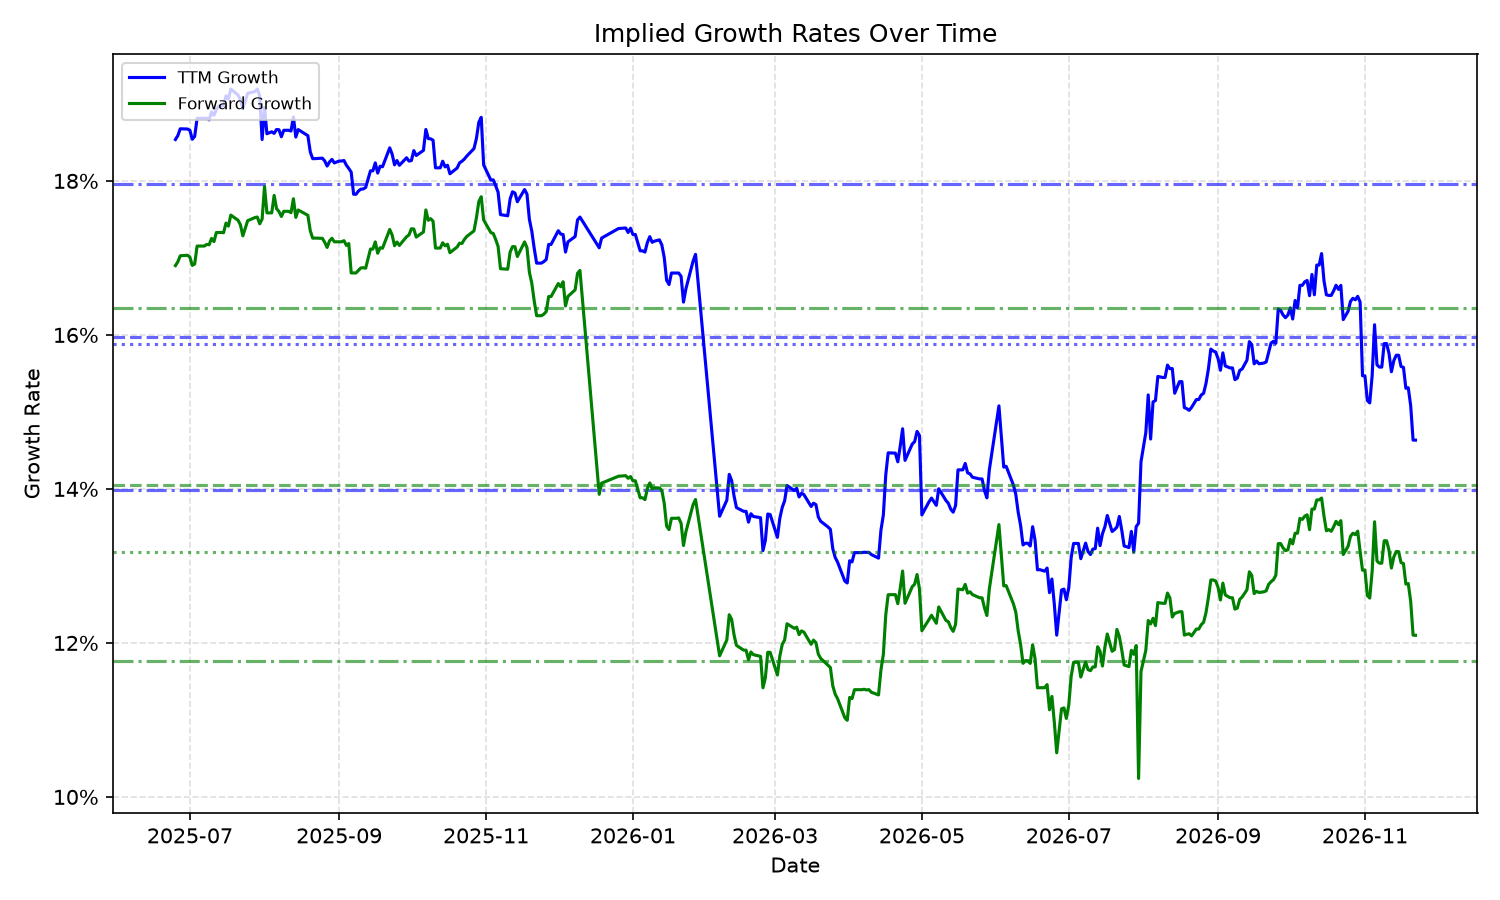 Implied Growth Rates Over Time
TTM Growth
Forward Growth
Growth Rate
18%
16%
14%
12%
10%
2025-07
2025-09
2025-11
2026-01
2026-03
2026-05
2026-07
2026-09
2026-11
Date